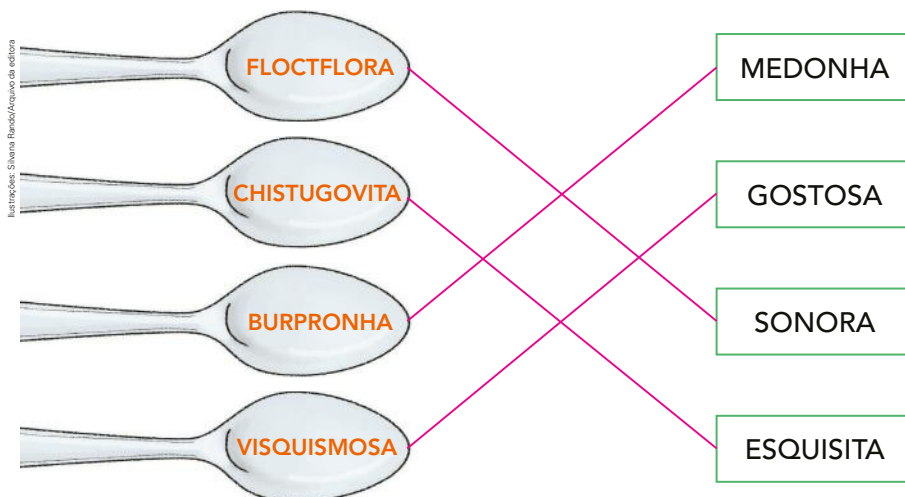 Ilustrações: Silvana Rando/Arquivo da editora
FLOCTFLORA
CHISTUGOVITA
BURPRONHA
VISQUISMOSA
MEDONHA
GOSTOSA
SONORA
ESQUISITA